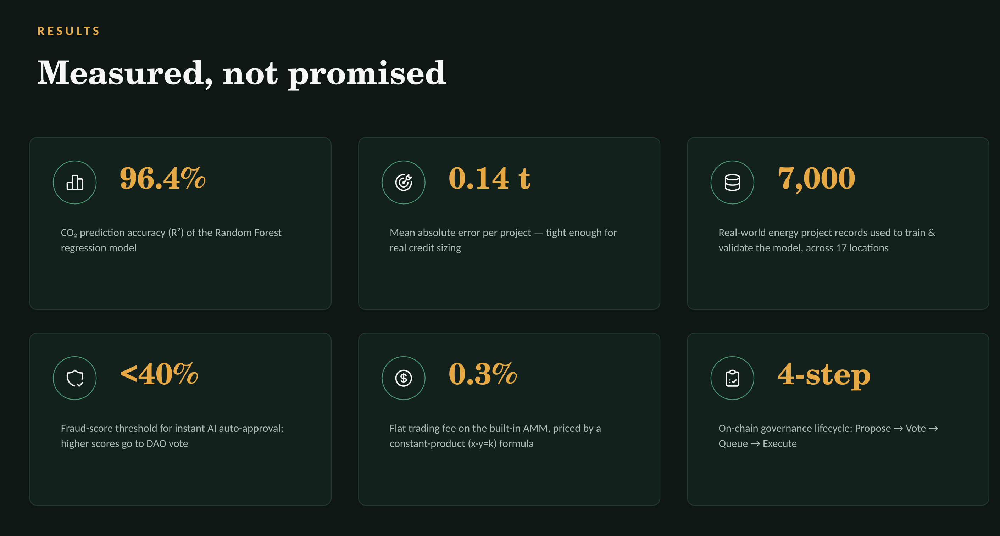 RESULTS
Measured, not promised
96.4%
CO₂ prediction accuracy (R²) of the Random Forest
regression model
0.14 t
Mean absolute error per project — tight enough for
real credit sizing
7,000
Real-world energy project records used to train &
validate the model, across 17 locations
<40%
Fraud-score threshold for instant AI auto-approval;
higher scores go to DAO vote
0.3%
Flat trading fee on the built-in AMM, priced by a
constant-product (x·y=k) formula
4-step
On-chain governance lifecycle: Propose → Vote →
Queue → Execute